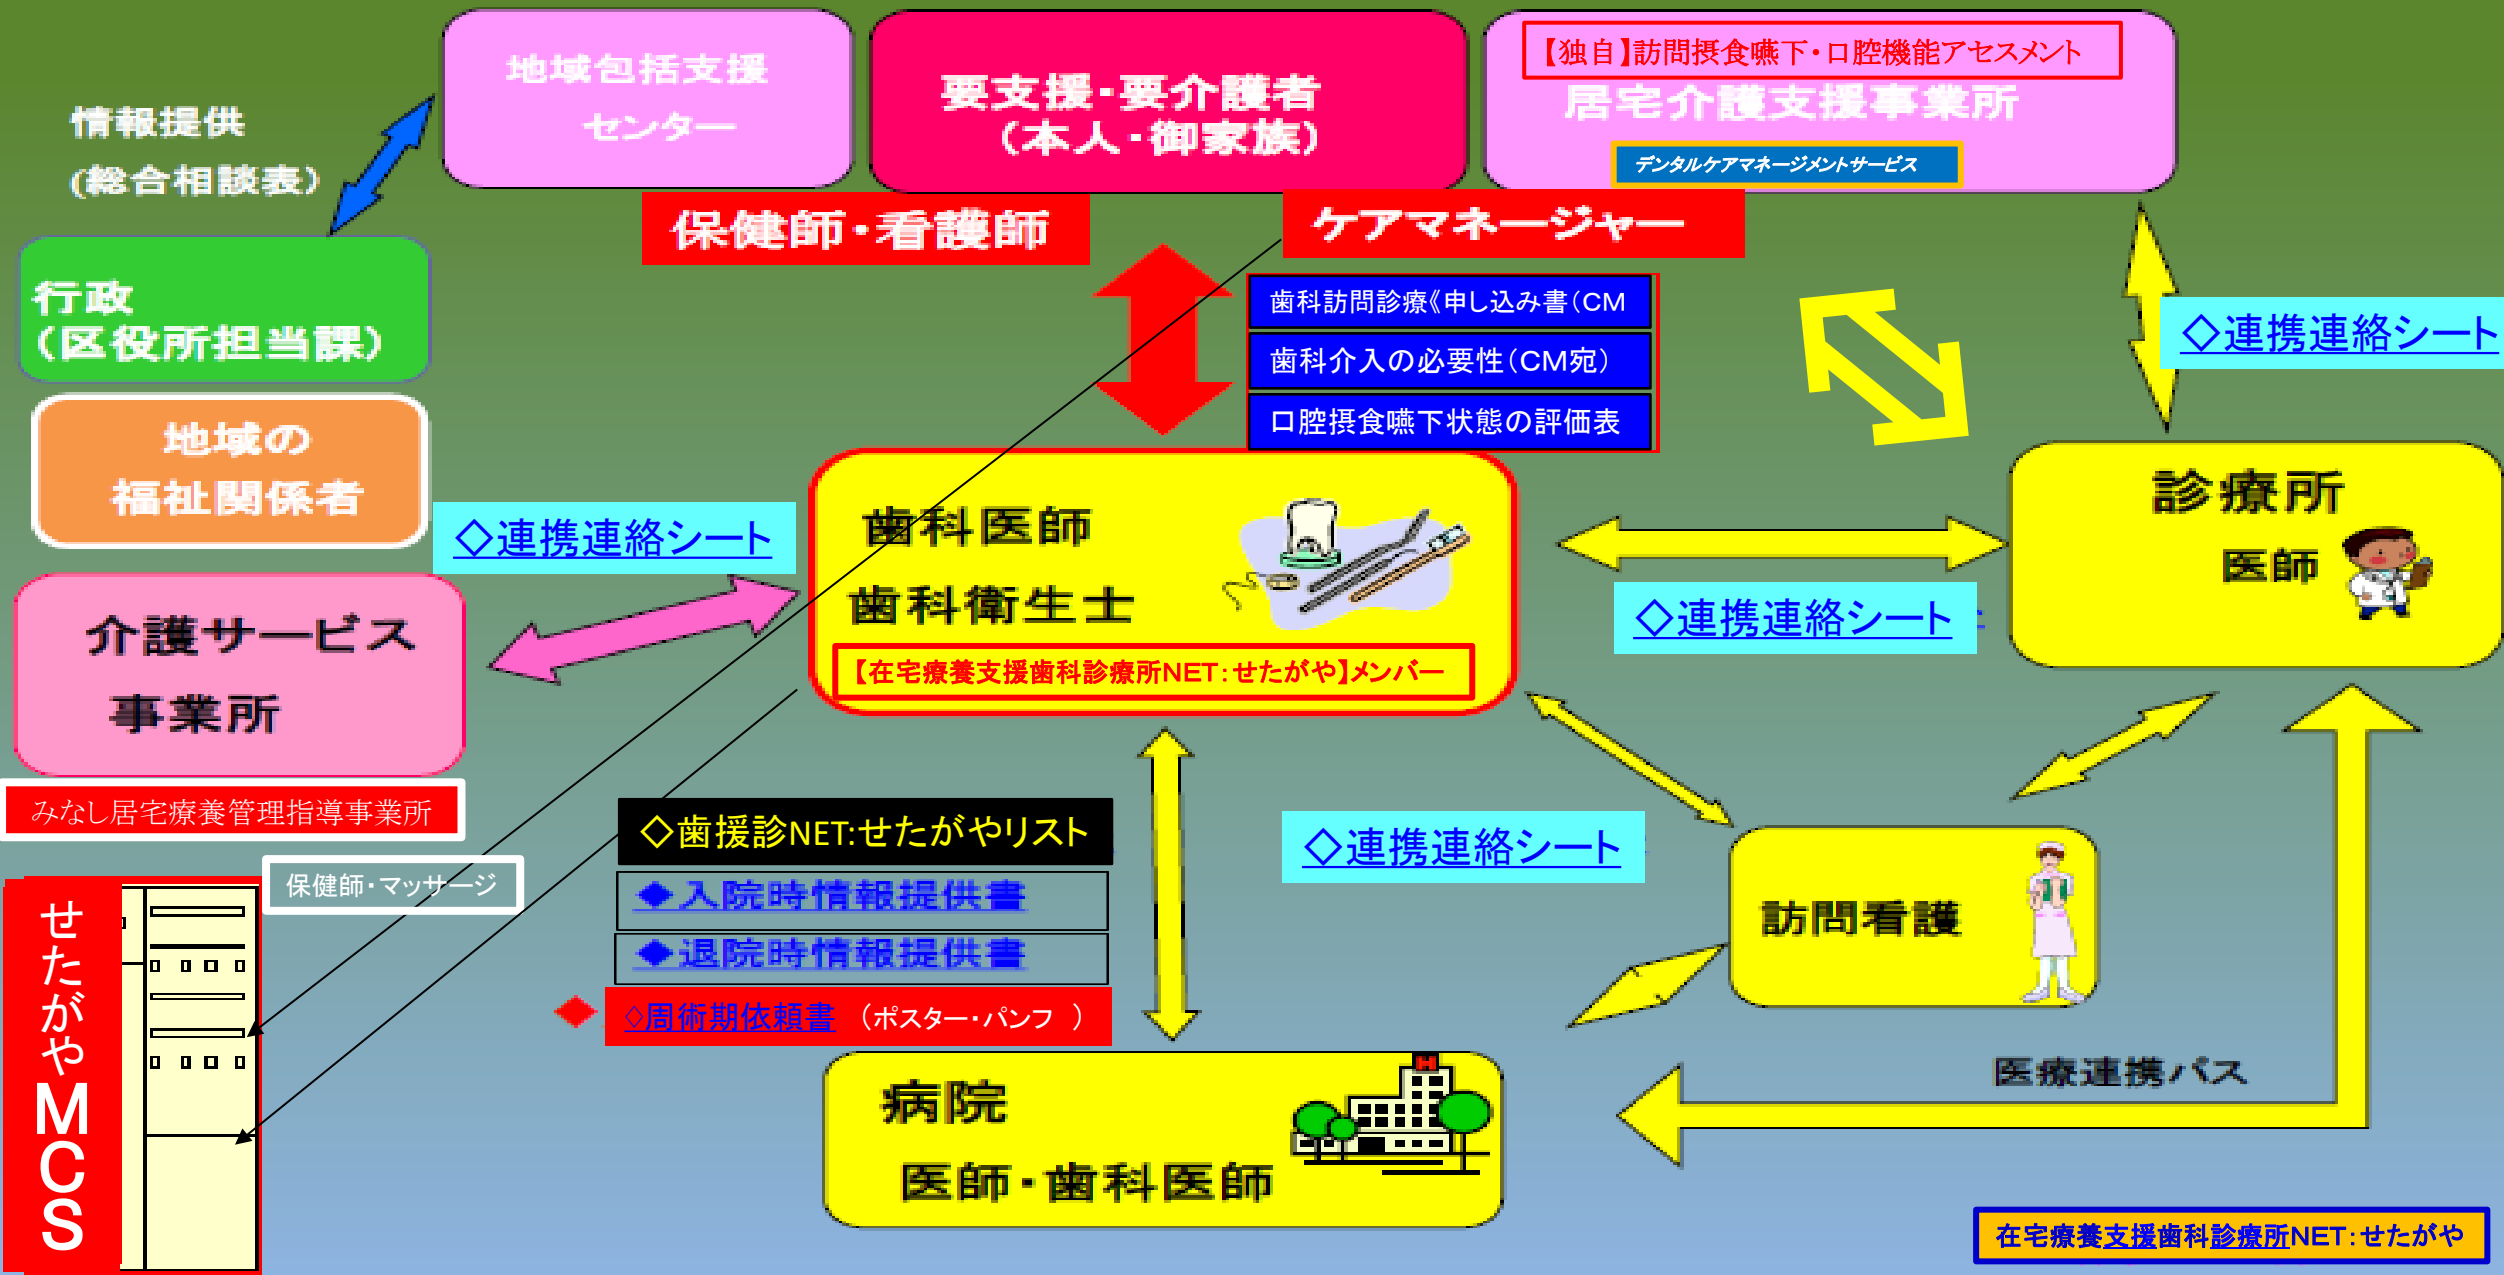 地域包括支援
センター
要支援・要介護者
（本人・御家族）
【独自】訪問摂食嚥下・口腔機能アセスメント
居宅介護支援事業所
デンタルケアマネージメントサービス
情報提供
(総合相談表)
保健師・看護師
ケアマネージャー
行政
（区役所担当課）
歯科訪問診療《申し込み書（CM
歯科介入の必要性（CM宛）
口腔摂食嚥下状態の評価表
◇連携連絡シート
地域の
福祉関係者
◇連携連絡シート
歯科医師
歯科衛生士
【在宅療養支援歯科診療所NET：せたがや】メンバー
診療所
医師
◇連携連絡シート
介護サービス
事業所
みなし居宅療養管理指導事業所
◇歯援診NET:せたがやリスト
◇連携連絡シート
保健師・マッサージ
◆入院時情報提供書
◆退院時情報提供書
◆ ◇周術期依頼書　（ポスター・パンフ　）
訪問看護
せたがやMCS
医療連携パス
病院
医師・歯科医師
H
在宅療養支援歯科診療所NET：せたがや